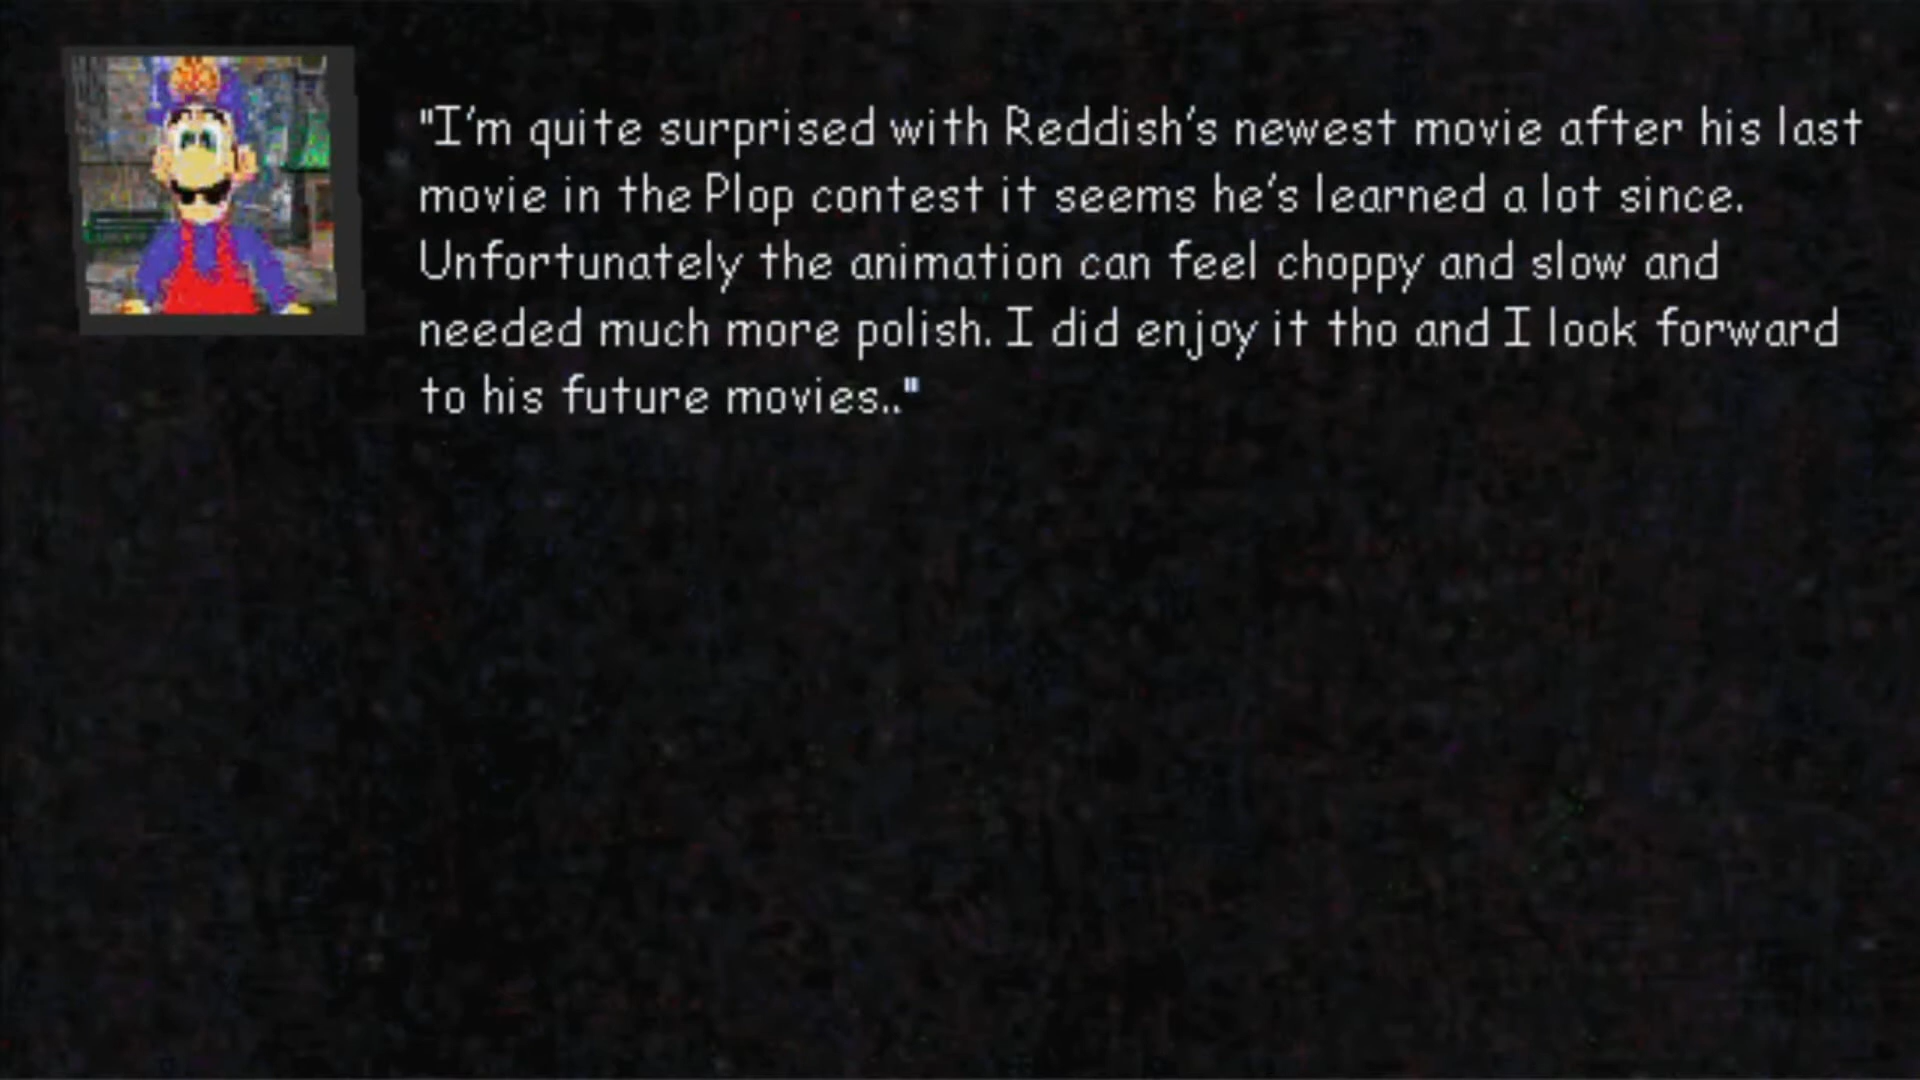 "I'm quite surprised with Reddish's newest movie after his last
movie in the Plop contest it seems he's learned a lot since.
Unfortunately the animation can feel choppy and slow and
needed much more polish. I did enjoy it tho and I look forward
to his future movies.."